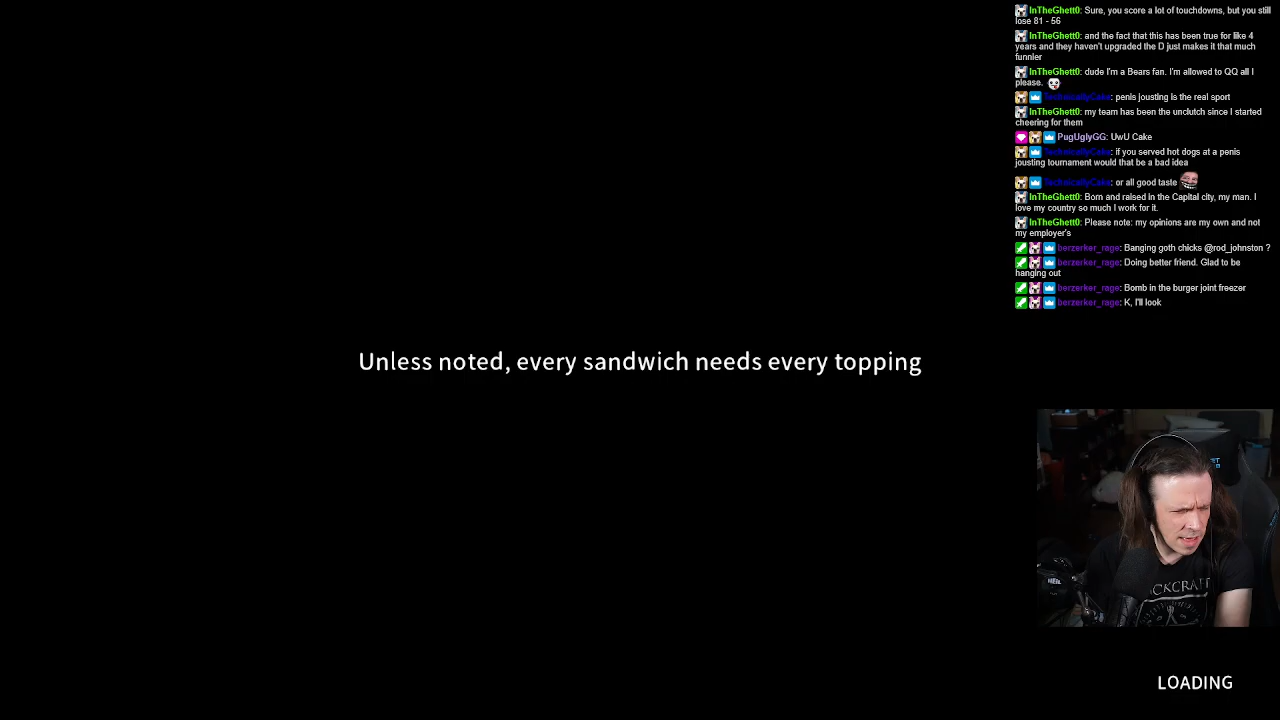 InTheGhett0: Sure, you score a lot of touchdowns, but you still
lose 81 - 56
InTheGhett0: and the fact that this has been true for like 4
years and they haven't upgraded the D just makes it that much
funnier
InTheGhett0: dude I'm a Bears fan. I'm allowed to QQ all I
please.
TechnicallyCake: penis jousting is the real sport
InTheGhett0: my team has been the unclutch since I started
cheering for them
PugUglyGG: UwU Cake
TechnicallyCake: if you served hot dogs at a penis
jousting tournament would that be a bad idea
TechnicallyCake: or all good taste
InTheGhett0: Born and raised in the Capital city, my man. I
love my country so much I work for it.
InTheGhett0: Please note: my opinions are my own and not
my employer's
berzerker_rage: Banging goth chicks @rod_johnston ?
berzerker_rage: Doing better friend. Glad to be
hanging out
berzerker_rage: Bomb in the burger joint freezer
berzerker_rage: K, I'll look
Unless noted, every sandwich needs every topping
LOADING